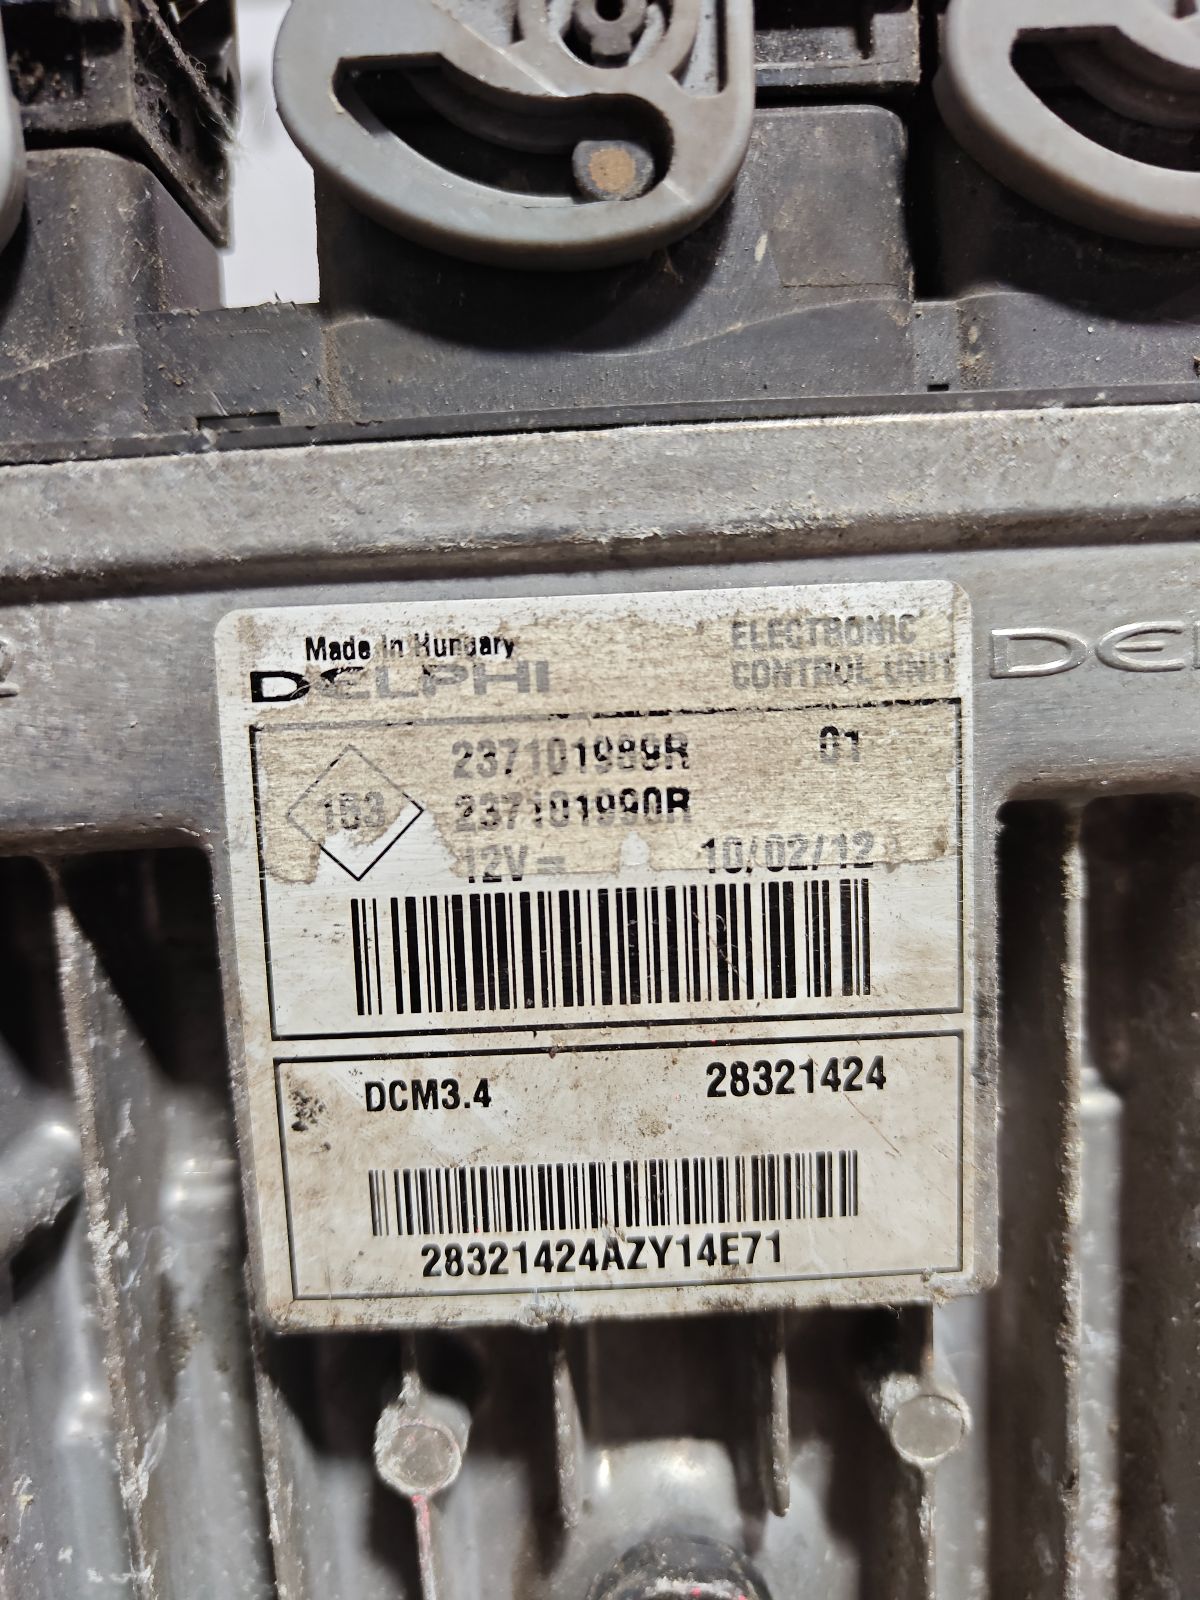 Made in Hungary
DELPHI
ELECTRONIC
CONTROL UNIT
DE
237101989R 01
163
237101990R
12V= 10/02/12
DCM3.4 28321424
28321424AZY14E71